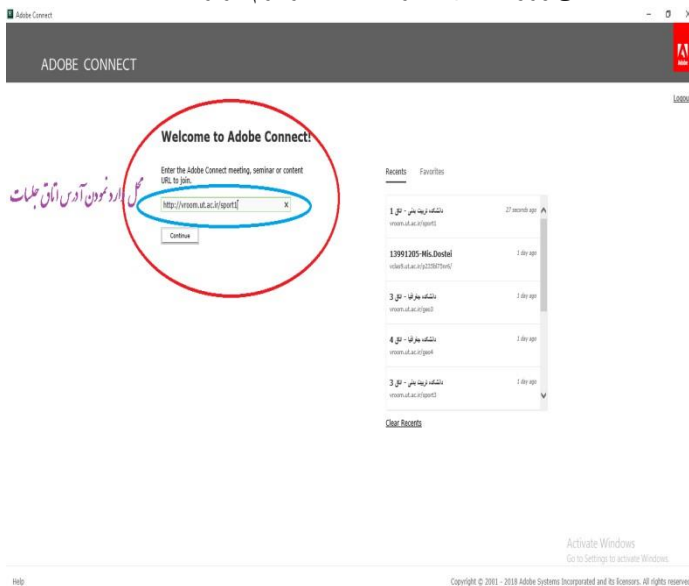 Adobe Connect
ADOBE CONNECT
Adobe
Logou
Welcome to Adobe Connect!
Enter the Adobe Connect meeting, seminar or content
URL to join.
http://vroom.ut.ac.ir/sport1
x
Continue
محل وارد نمودن آدرس اتاق جلسات
Recents Favorites
دانشکده تربیت بدنی - اتاق 1
27 seconds ago
vroom.ut.ac.ir/sport1
13991205-Mis.Dostei
1 day ago
دانشکده جغرافیا - اتاق 3
1 day ago
vroom.ut.ac.ir/geo3
دانشکده جغرافیا - اتاق 4
1 day ago
vroom.ut.ac.ir/geo4
دانشکده تربیت بدنی - اتاق 3
1 day ago
vroom.ut.ac.ir/sport3
Clear Recents
Activate Windows
Go to Settings to activate Windows.
Help
Copyright © 2001 - 2018 Adobe Systems Incorporated and its licensors. All rights reserved